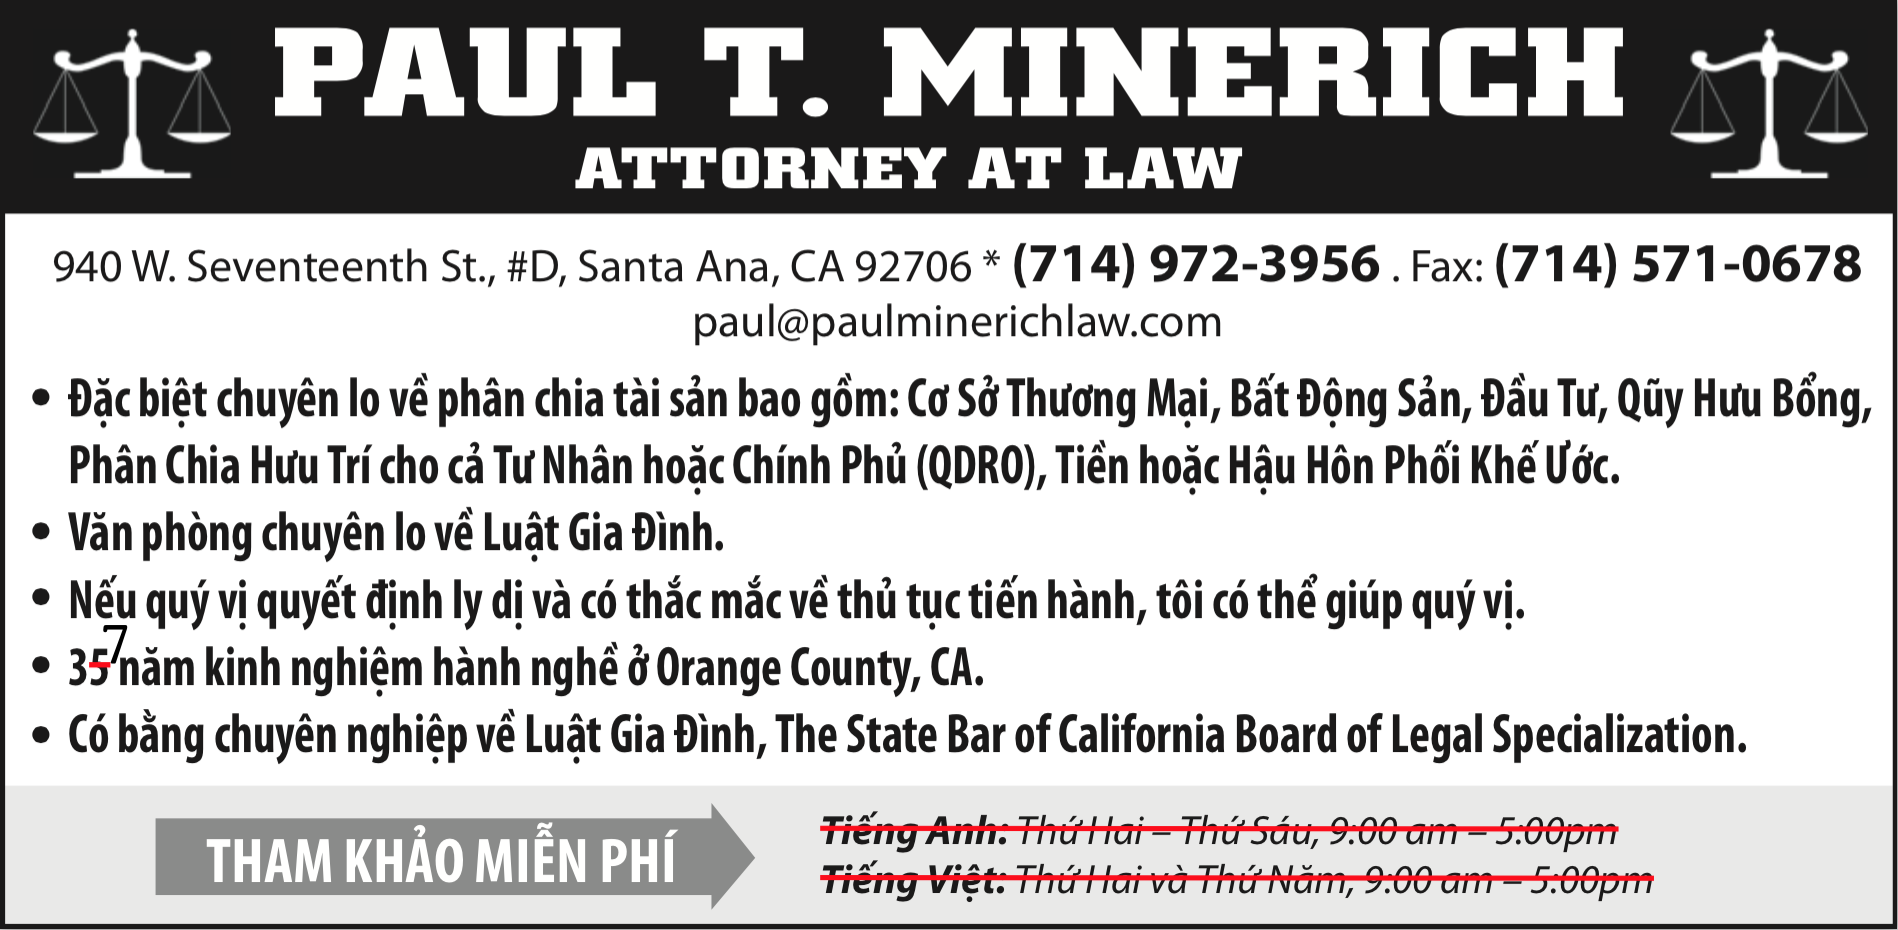 PAUL T. MINERICH
ATTORNEY AT LAW
940 W. Seventeenth St., #D, Santa Ana, CA 92706 * (714) 972-3956 . Fax: (714) 571-0678
paul@paulminerichlaw.com
• Đặc biệt chuyên lo về phân chia tài sản bao gồm: Cơ Sở Thương Mại, Bất Động Sản, Đầu Tư, Qũy Hưu Bổng,
Phân Chia Hưu Trí cho cả Tư Nhân hoặc Chính Phủ (QDRO), Tiền hoặc Hậu Hôn Phối Khế Ước.
• Văn phòng chuyên lo về Luật Gia Đình.
• Nếu quý vị quyết định ly dị và có thắc mắc về thủ tục tiến hành, tôi có thể giúp quý vị.
7
• 35 năm kinh nghiệm hành nghề ở Orange County, CA.
• Có bằng chuyên nghiệp về Luật Gia Đình, The State Bar of California Board of Legal Specialization.
THAM KHẢO MIỄN PHÍ
Tiếng Anh: Thứ Hai – Thứ Sáu, 9:00 am – 5:00pm
Tiếng Việt: Thứ Hai và Thứ Năm, 9:00 am – 5:00pm